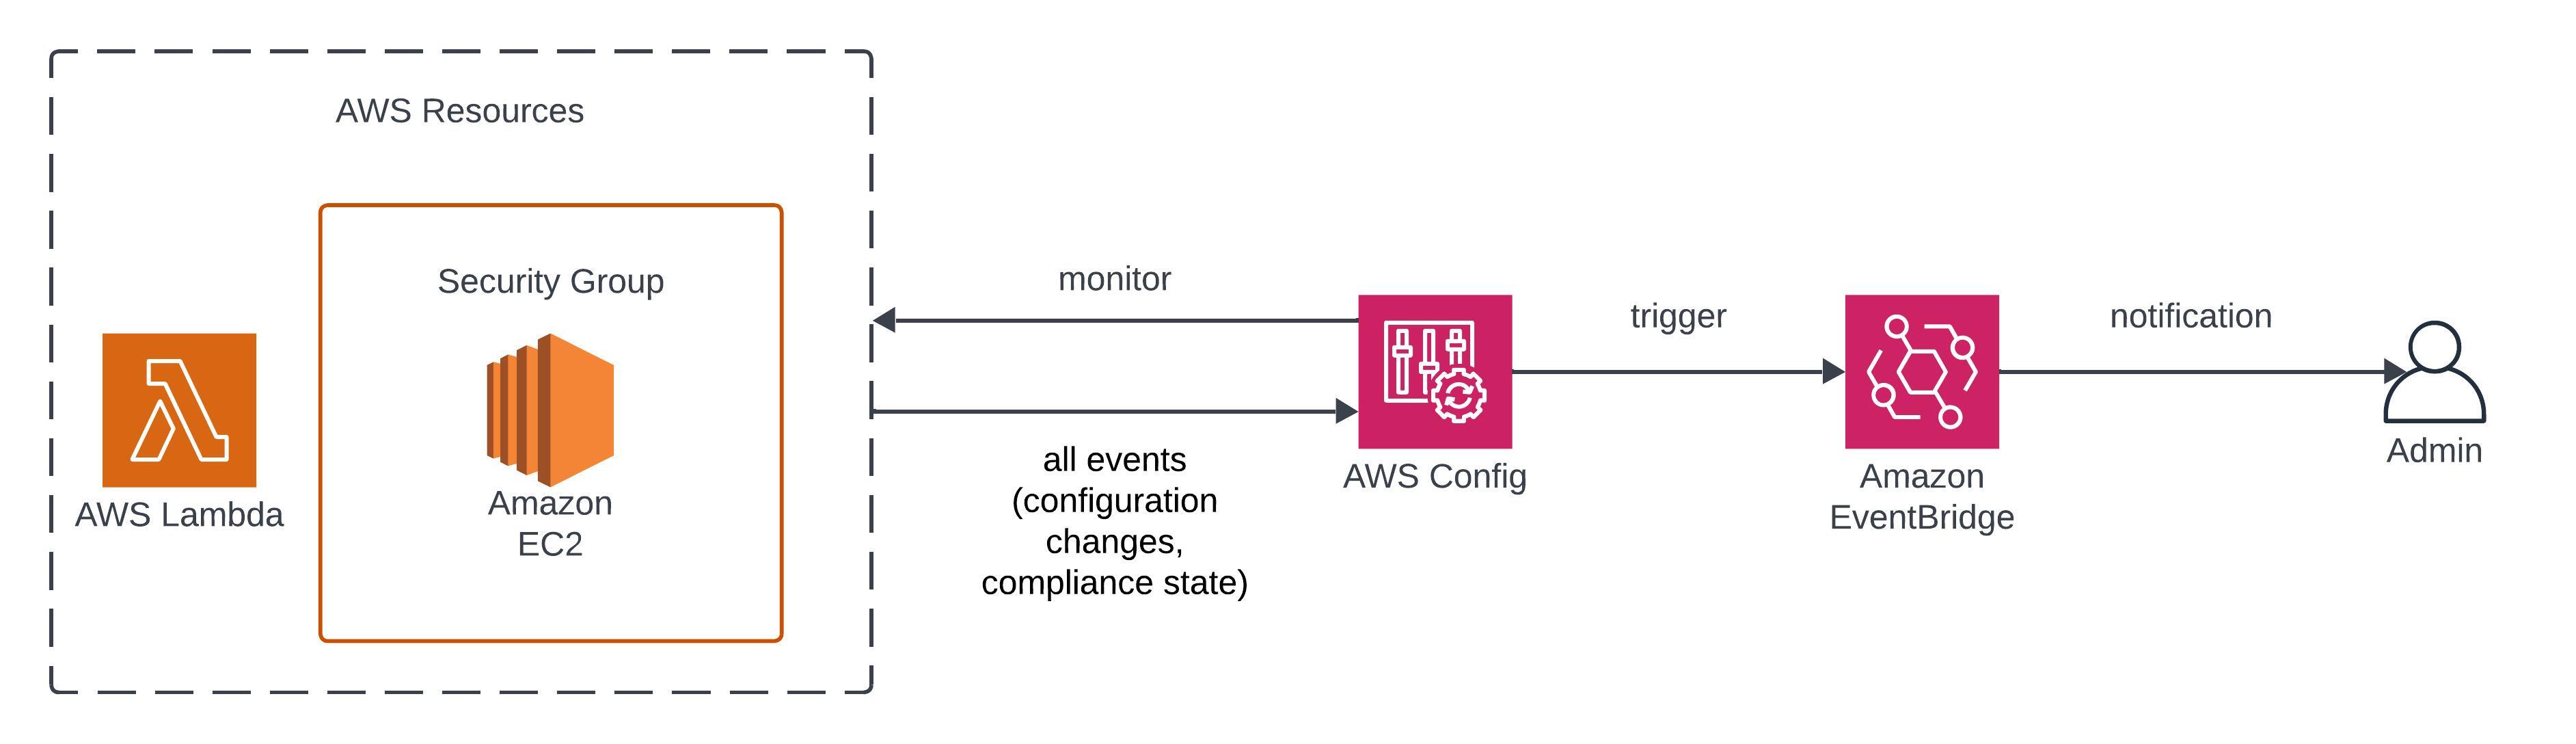 AWS Resources
Security Group
AWS Lambda
Amazon
EC2
monitor
all events
(configuration
changes,
compliance state)
AWS Config
trigger
Amazon
EventBridge
notification
Admin